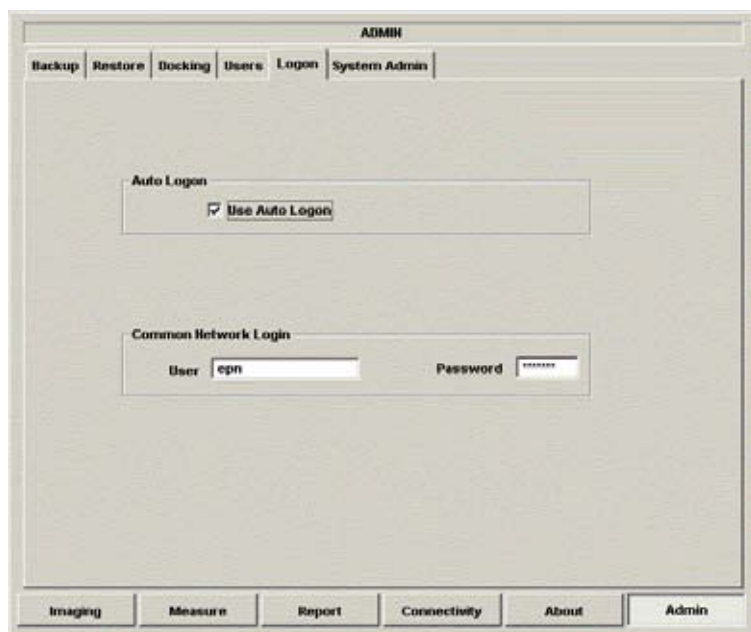 ADMIN
Backup Restore Docking Users Logon System Admin
Auto Logon
Use Auto Logon
Common Network Login
User epn Password *******
Imaging Measure Report Connectivity About Admin